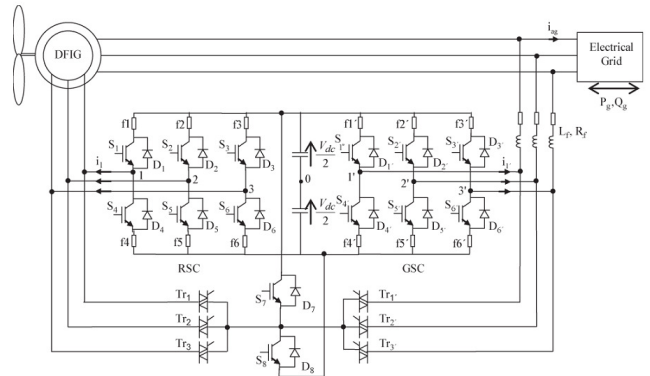 DFIG
i_ag
Electrical
Grid
P_g,Q_g
L_f, R_f
f1 f2 f3 f1´ f2´ f3´
S_1 S_2 S_3 V_dc/2 S_1´ S_2´ S_3´ D_3´
D_1 D_2 D_3 D_1´ D_2´
i_1 1 2 3 0 1' 2' 3' i_1´
S_4 S_5 S_6 V_dc/2 S_4´ S_5´ S_6´
D_4 D_5 D_6 D_4´ D_5´ D_6´
f4 f5 f6 f4´ f5´ f6´
RSC GSC
Tr_1 S_7 D_7 Tr_1´
Tr_2 Tr_2´
Tr_3 S_8 D_8 Tr_3´